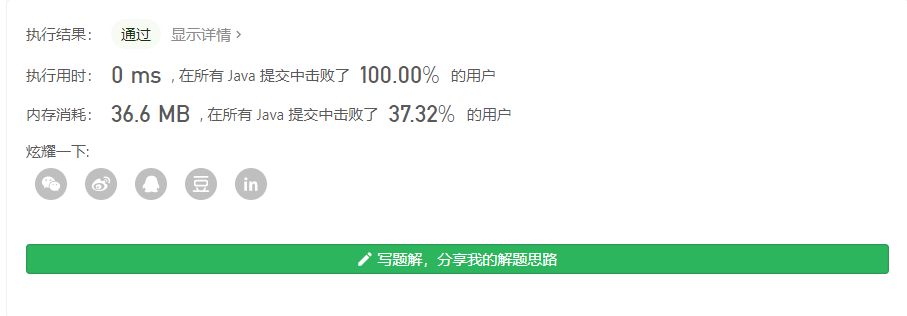 执行结果： 通过 显示详情 ›
执行用时： 0 ms , 在所有 Java 提交中击败了 100.00% 的用户
内存消耗： 36.6 MB , 在所有 Java 提交中击败了 37.32% 的用户
炫耀一下:
豆 in
写题解，分享我的解题思路